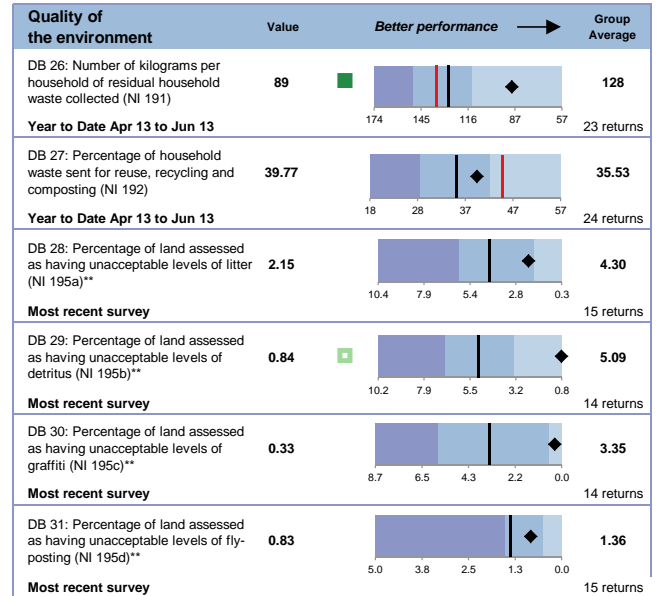 Quality of
the environment
Value
Better performance
Group
Average
DB 26: Number of kilograms per
household of residual household
waste collected (NI 191)
89
128
174 145 116 87 57
Year to Date Apr 13 to Jun 13
23 returns
DB 27: Percentage of household
waste sent for reuse, recycling and
composting (NI 192)
39.77
35.53
18 28 37 47 57
Year to Date Apr 13 to Jun 13
24 returns
DB 28: Percentage of land assessed
as having unacceptable levels of litter
(NI 195a)**
2.15
4.30
10.4 7.9 5.4 2.8 0.3
Most recent survey
15 returns
DB 29: Percentage of land assessed
as having unacceptable levels of
detritus (NI 195b)**
0.84
5.09
10.2 7.9 5.5 3.2 0.8
Most recent survey
14 returns
DB 30: Percentage of land assessed
as having unacceptable levels of
graffiti (NI 195c)**
0.33
3.35
8.7 6.5 4.3 2.2 0.0
Most recent survey
14 returns
DB 31: Percentage of land assessed
as having unacceptable levels of fly-
posting (NI 195d)**
0.83
1.36
5.0 3.8 2.5 1.3 0.0
Most recent survey
15 returns